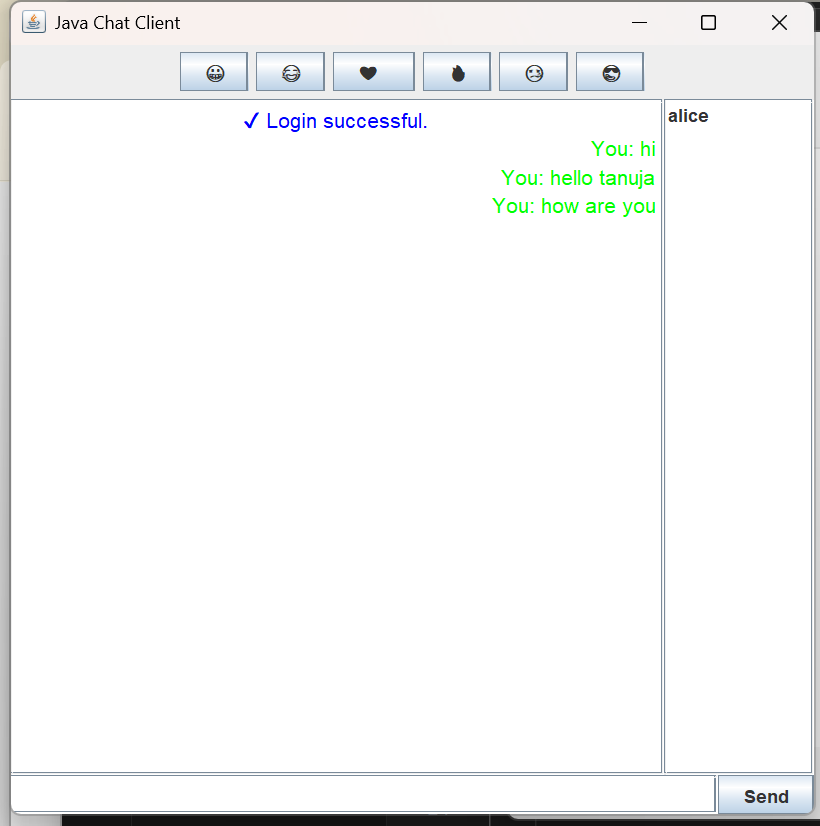 Java Chat Client
😀 😂 ❤ 🔥 🥲 😎
✔ Login successful.
alice
You: hi
You: hello tanuja
You: how are you
Send